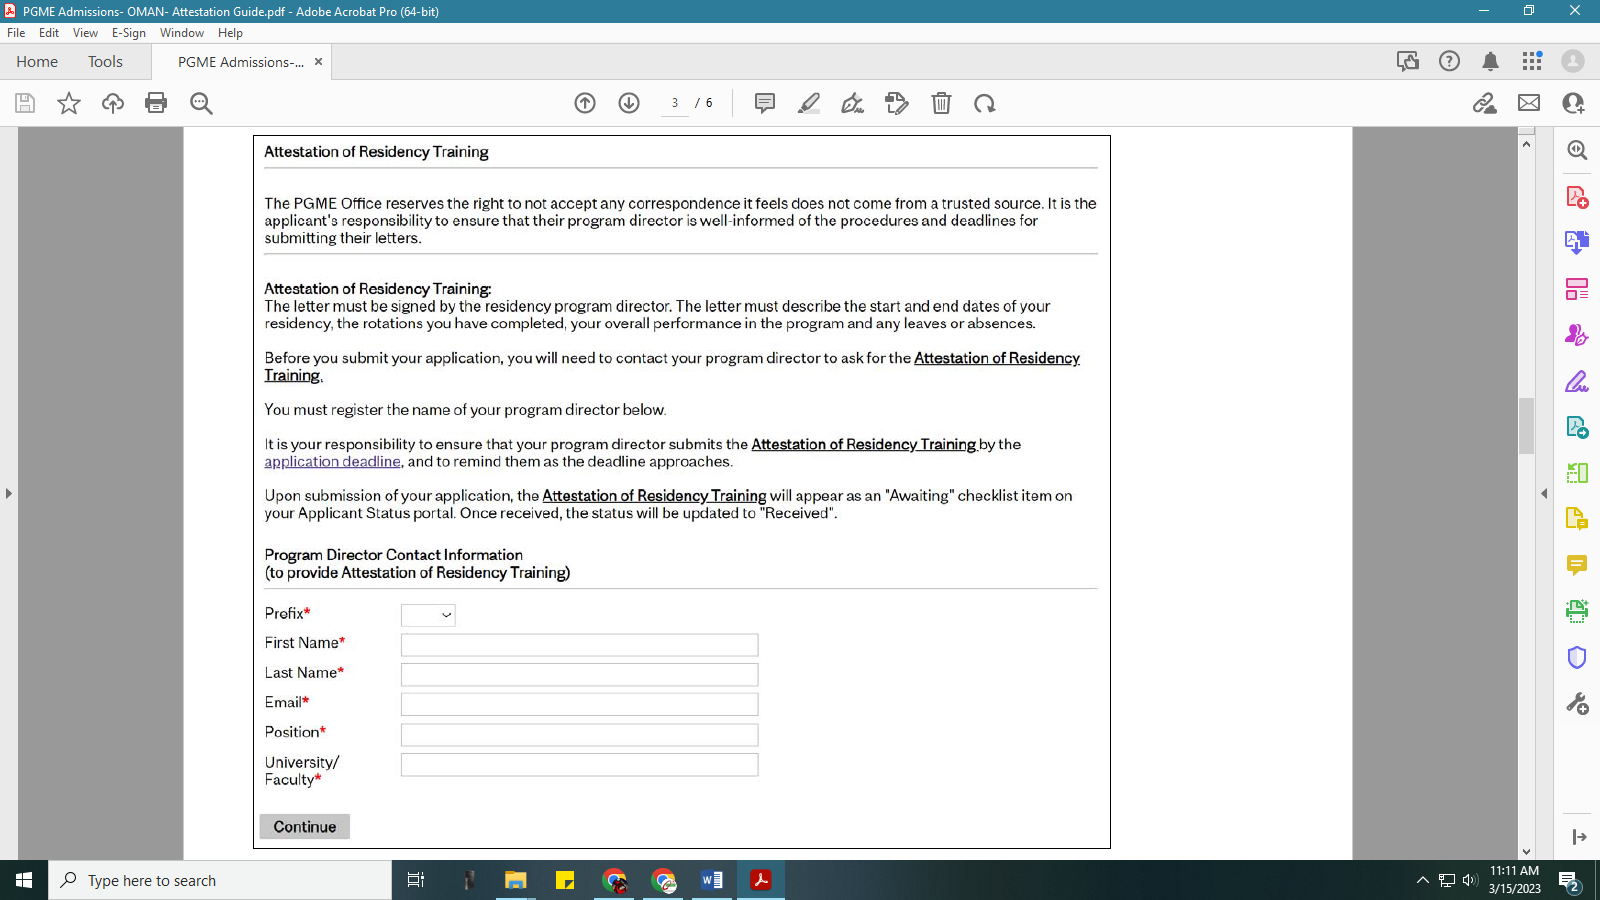 PGME Admissions- OMAN- Attestation Guide.pdf - Adobe Acrobat Pro (64-bit)
File Edit View E-Sign Window Help
Home Tools PGME Admissions-... ×
3 / 6
Attestation of Residency Training
The PGME Office reserves the right to not accept any correspondence it feels does not come from a trusted source. It is the
applicant's responsibility to ensure that their program director is well-informed of the procedures and deadlines for
submitting their letters.
Attestation of Residency Training:
The letter must be signed by the residency program director. The letter must describe the start and end dates of your
residency, the rotations you have completed, your overall performance in the program and any leaves or absences.
Before you submit your application, you will need to contact your program director to ask for the Attestation of Residency
Training.
You must register the name of your program director below.
It is your responsibility to ensure that your program director submits the Attestation of Residency Training by the
application deadline, and to remind them as the deadline approaches.
Upon submission of your application, the Attestation of Residency Training will appear as an "Awaiting" checklist item on
your Applicant Status portal. Once received, the status will be updated to "Received".
Program Director Contact Information
(to provide Attestation of Residency Training)
Prefix*
First Name*
Last Name*
Email*
Position*
University/
Faculty*
Continue
Type here to search
11:11 AM
3/15/2023
2